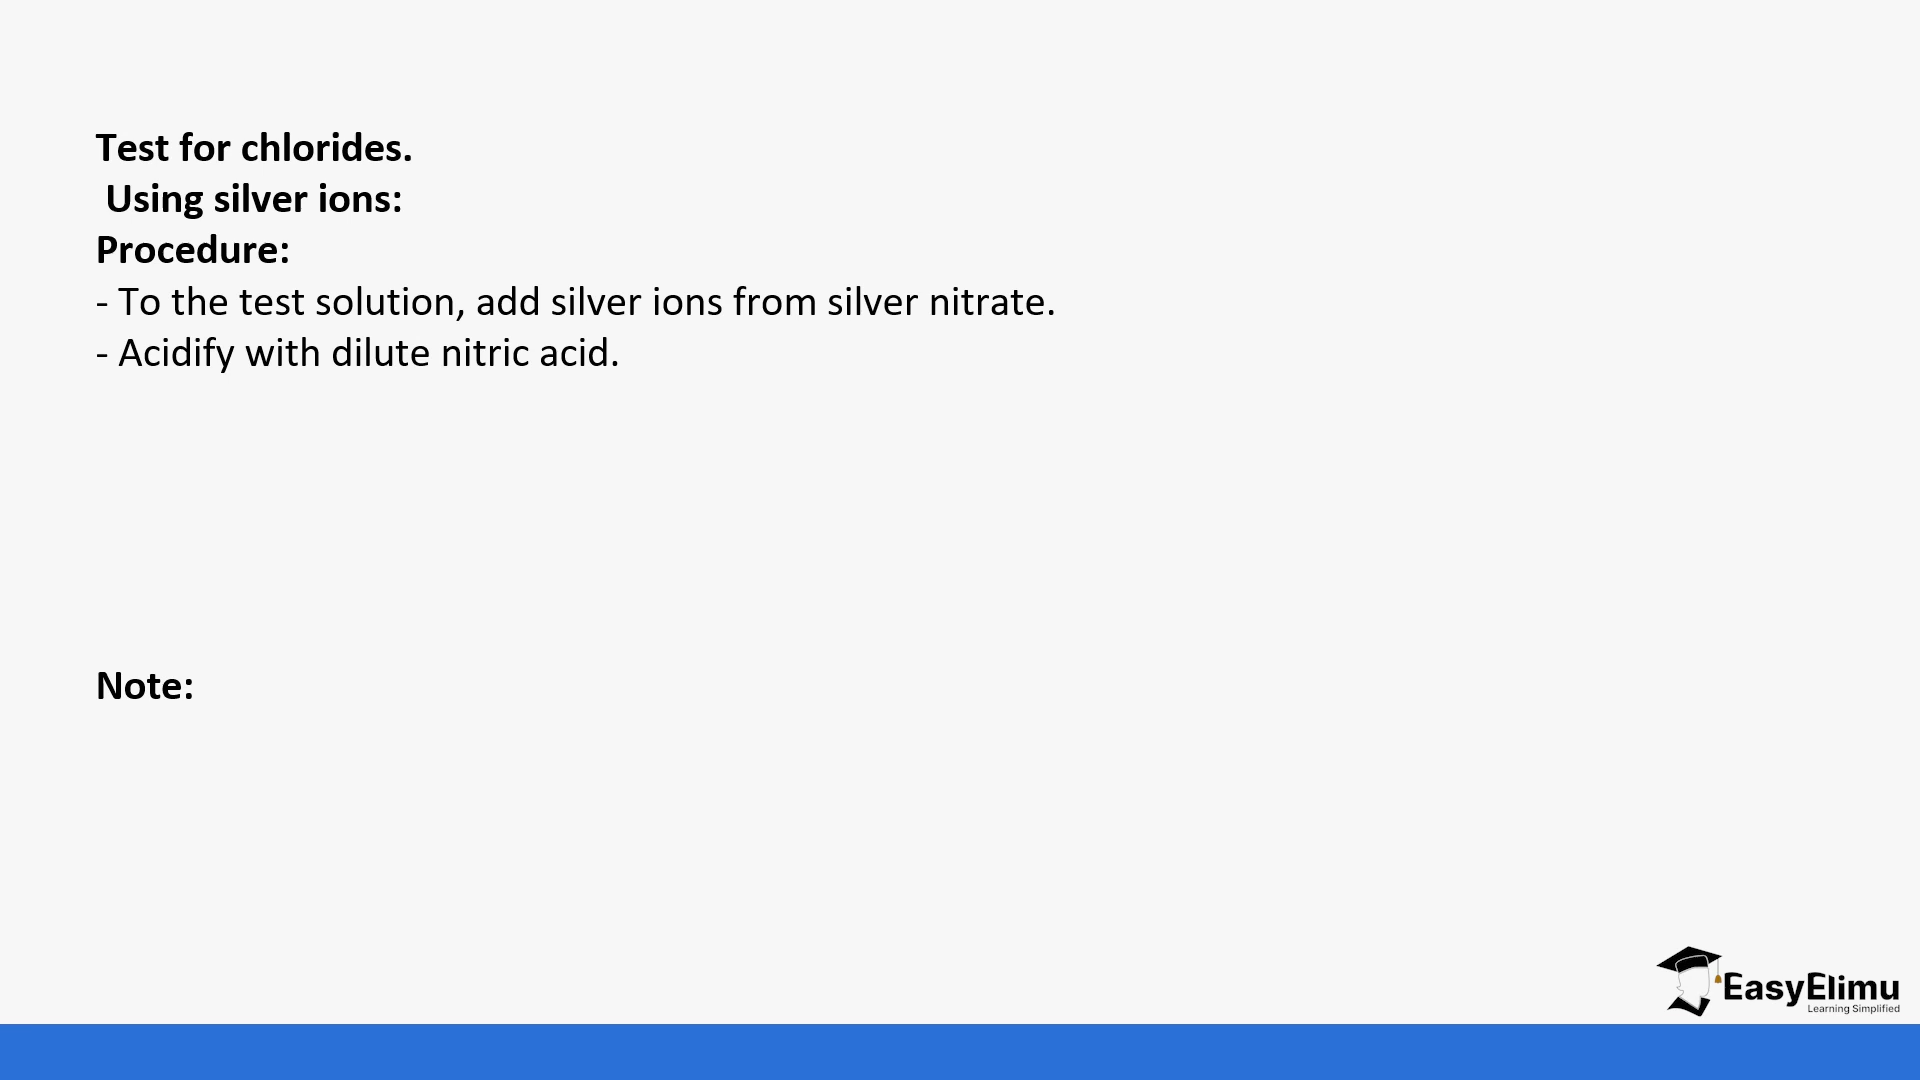 Test for chlorides.
Using silver ions:
Procedure:
- To the test solution, add silver ions from silver nitrate.
- Acidify with dilute nitric acid.
Note:
EasyElimu
Learning Simplified